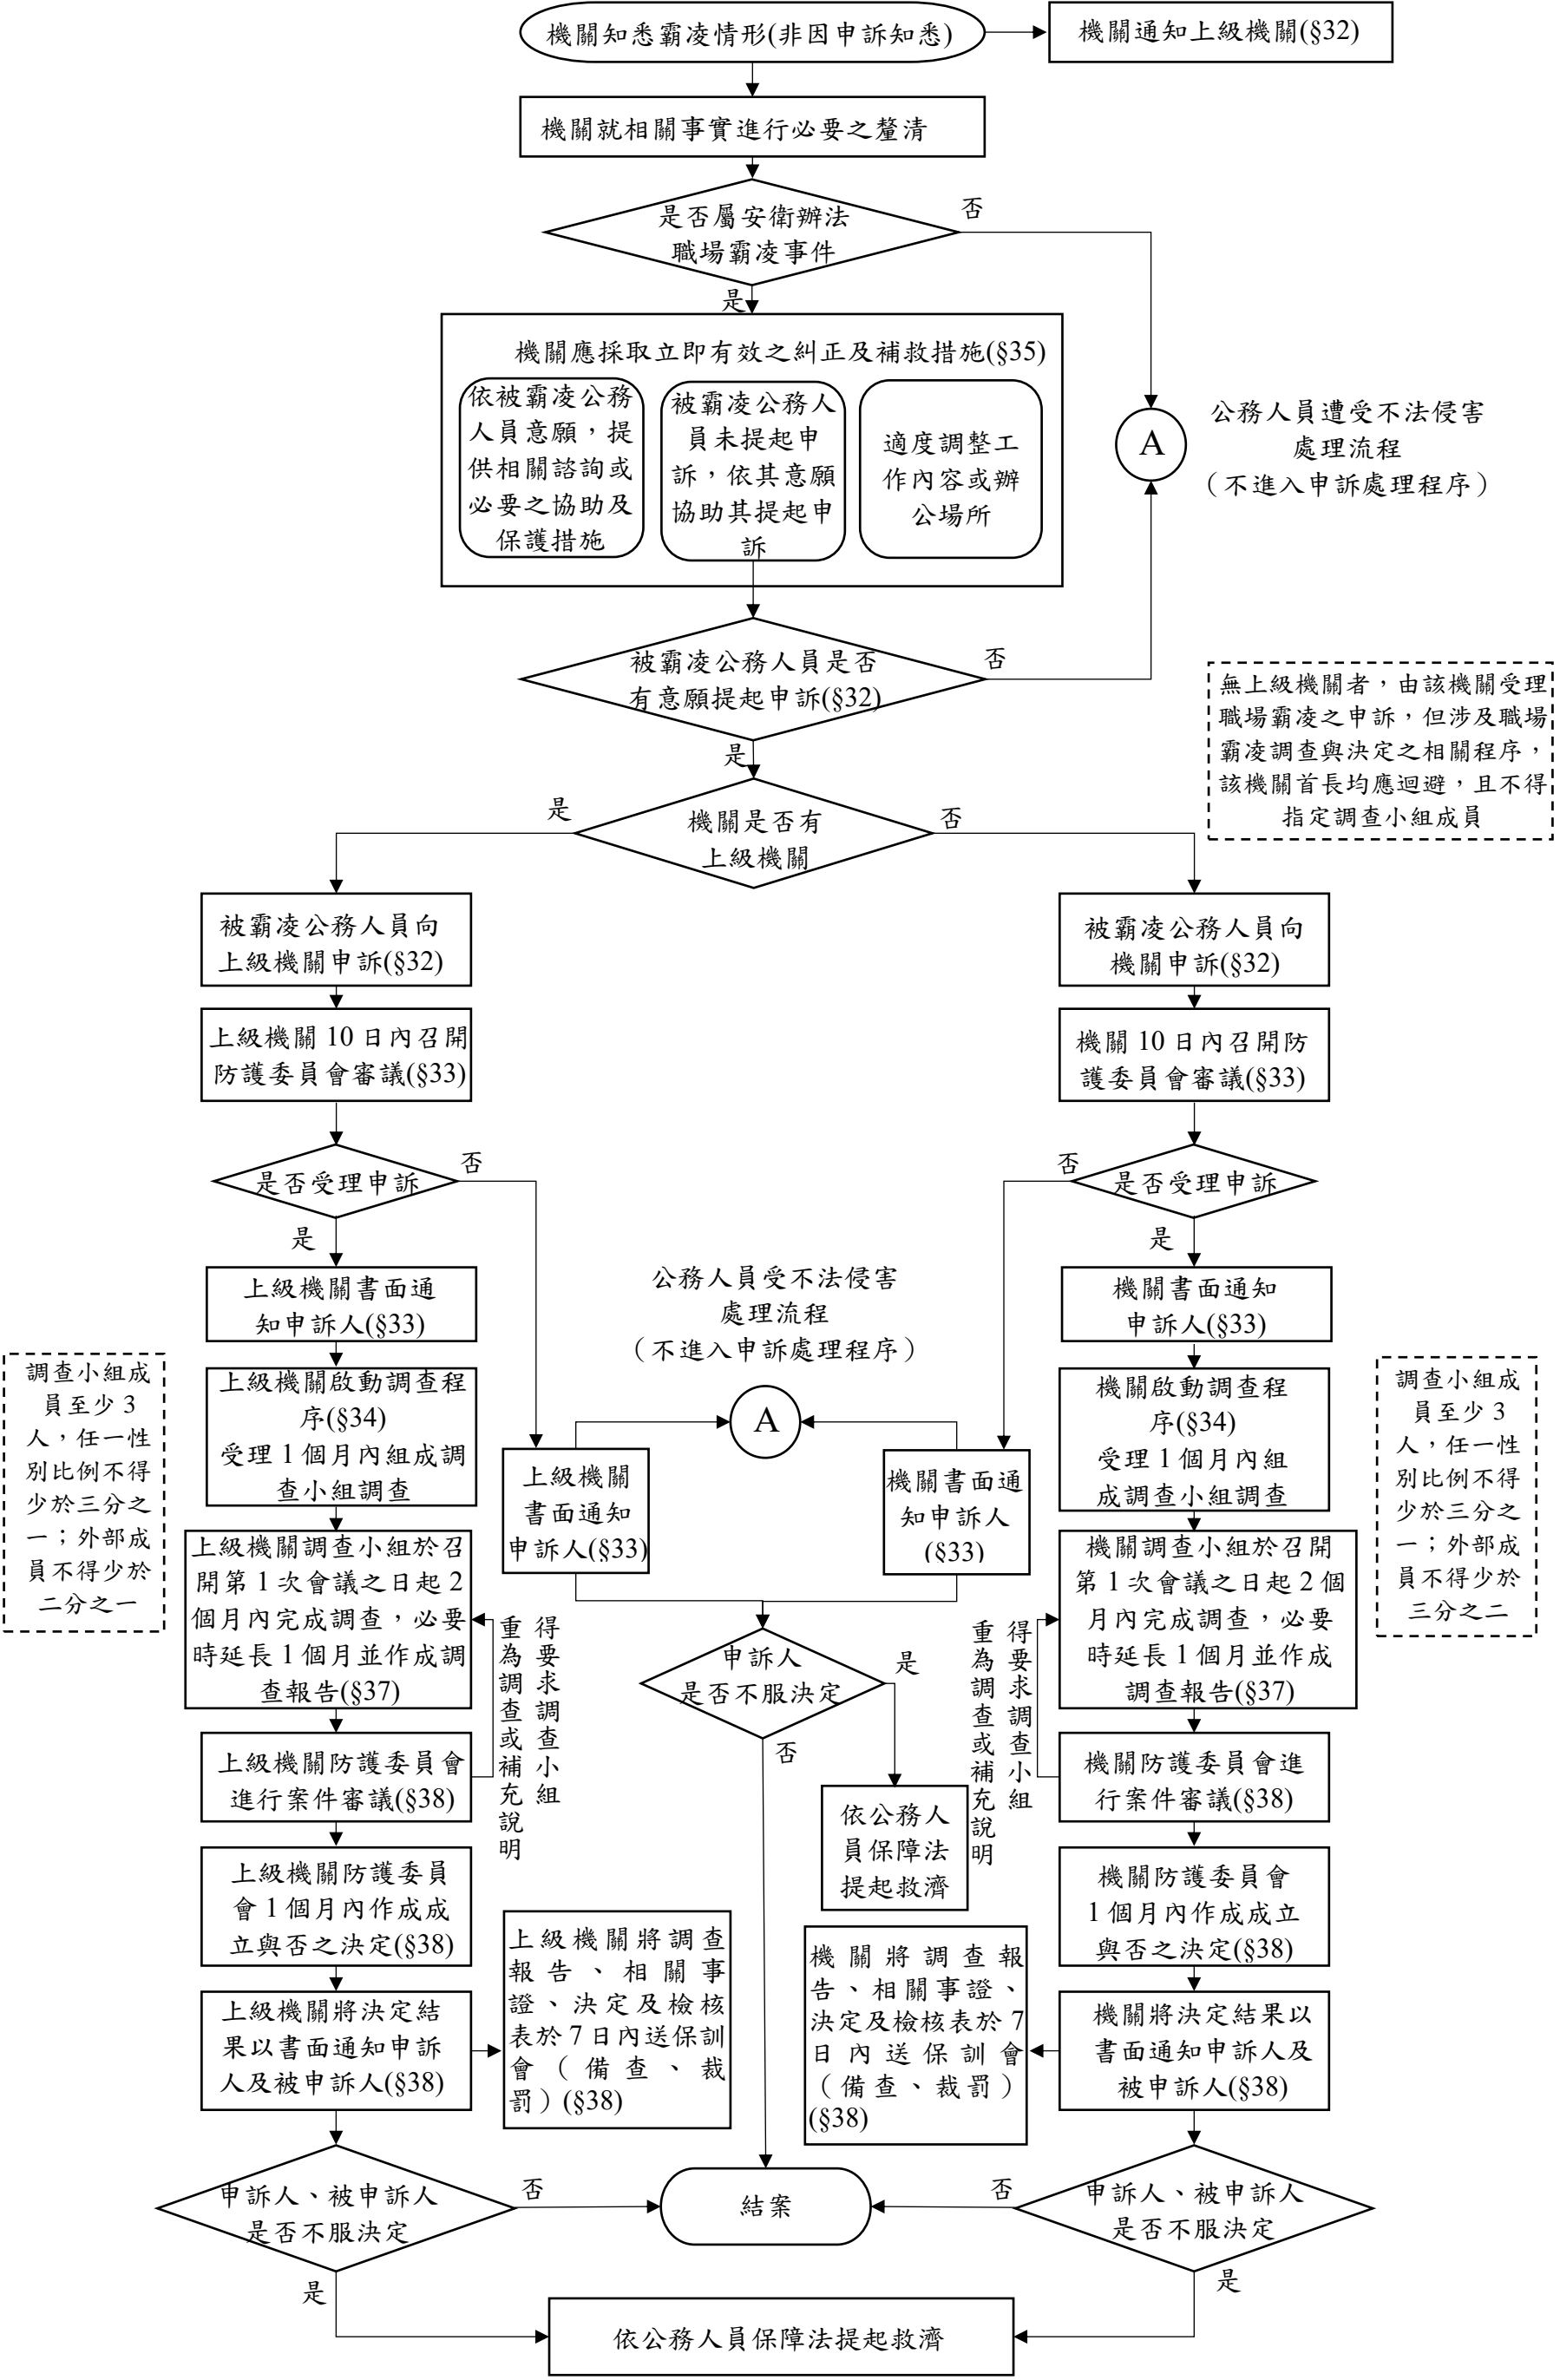 機關知悉霸凌情形(非因申訴知悉)
機關通知上級機關(§32)
機關就相關事實進行必要之釐清
是否屬安衛辦法
職場霸凌事件
否
是
機關應採取立即有效之糾正及補救措施(§35)
依被霸凌公務
人員意願，提
供相關諮詢或
必要之協助及
保護措施
被霸凌公務人
員未提起申
訴，依其意願
協助其提起申
訴
適度調整工
作內容或辦
公場所
A
公務人員遭受不法侵害
處理流程
（不進入申訴處理程序）
被霸凌公務人員是否
有意願提起申訴(§32)
否
是
無上級機關者，由該機關受理
職場霸凌之申訴，但涉及職場
霸凌調查與決定之相關程序，
該機關首長均應迴避，且不得
指定調查小組成員
機關是否有
上級機關
是
否
被霸凌公務人員向
上級機關申訴(§32)
上級機關 10 日內召開
防護委員會審議(§33)
是否受理申訴
否
是
上級機關書面通
知申訴人(§33)
上級機關啟動調查程
序(§34)
受理 1 個月內組成調
查小組調查
調查小組成
員至少 3
人，任一性
別比例不得
少於三分之
一；外部成
員不得少於
二分之一
上級機關調查小組於召
開第 1 次會議之日起 2
個月內完成調查，必要
時延長 1 個月並作成調
查報告(§37)
得要求調查小組
重為調查或補充說明
上級機關防護委員會
進行案件審議(§38)
上級機關防護委員
會 1 個月內作成成
立與否之決定(§38)
上級機關將決定結
果以書面通知申訴
人及被申訴人(§38)
上級機關將調查
報告、相關事
證、決定及檢核
表於 7 日內送保訓
會（備查、裁
罰）(§38)
申訴人、被申訴人
是否不服決定
否
是
公務人員受不法侵害
處理流程
（不進入申訴處理程序）
A
上級機關
書面通知
申訴人(§33)
機關書面通
知申訴人
(§33)
申訴人
是否不服決定
是
否
依公務人
員保障法
提起救濟
結案
被霸凌公務人員向
機關申訴(§32)
機關 10 日內召開防
護委員會審議(§33)
是否受理申訴
否
是
機關書面通知
申訴人(§33)
機關啟動調查程
序(§34)
受理 1 個月內組
成調查小組調查
調查小組成
員至少 3
人，任一性
別比例不得
少於三分之
一；外部成
員不得少於
三分之二
機關調查小組於召開
第 1 次會議之日起 2 個
月內完成調查，必要
時延長 1 個月並作成
調查報告(§37)
得要求調查小組
重為調查或補充說明
機關防護委員會進
行案件審議(§38)
機關防護委員會
1 個月內作成成立
與否之決定(§38)
機關將決定結果以
書面通知申訴人及
被申訴人(§38)
機關將調查報
告、相關事證、
決定及檢核表於 7
日內送保訓會
（備查、裁罰）
(§38)
申訴人、被申訴人
是否不服決定
否
是
依公務人員保障法提起救濟